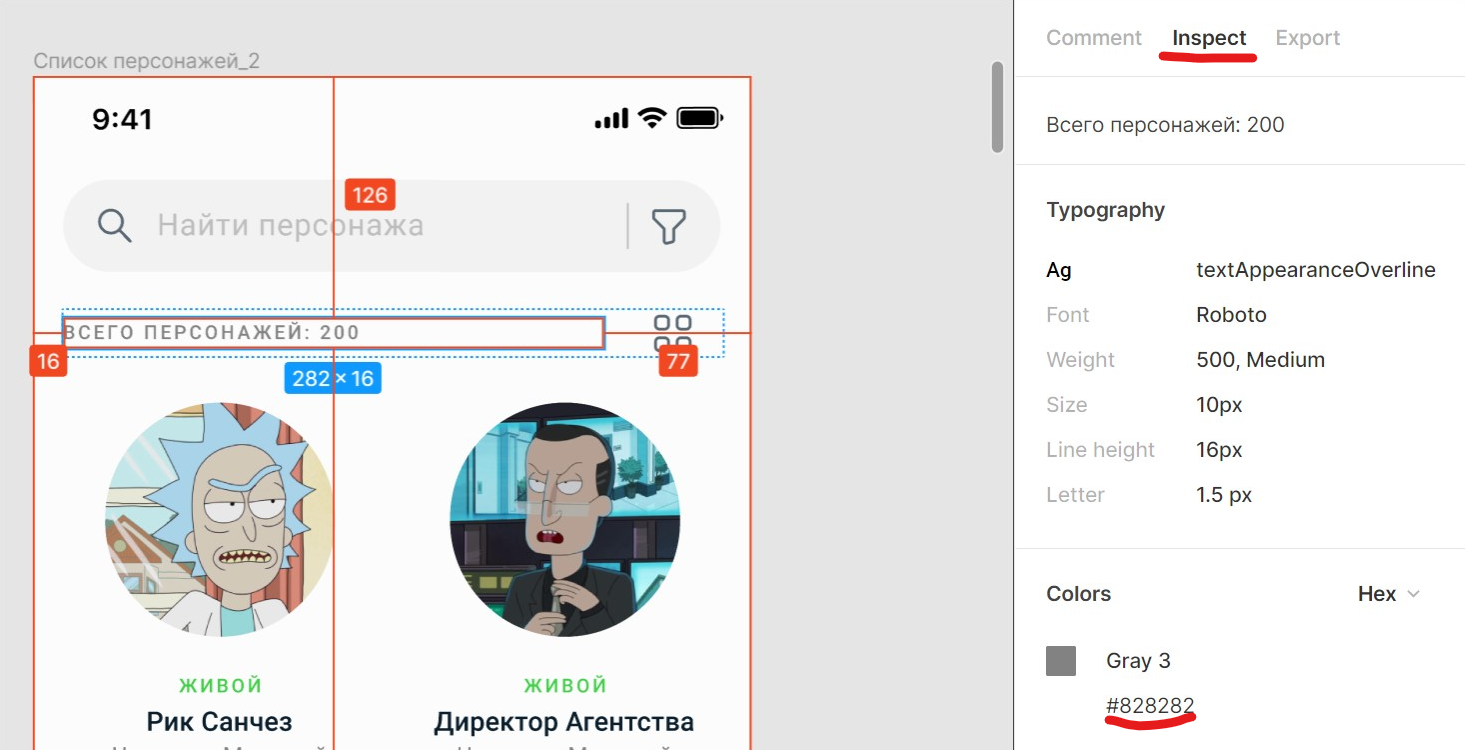 Список персонажей_2
9:41
126
Найти персонажа
ВСЕГО ПЕРСОНАЖЕЙ: 200
16
77
282 × 16
ЖИВОЙ
ЖИВОЙ
Рик Санчез
Директор Агентства
Comment Inspect Export
Всего персонажей: 200
Typography
Ag textAppearanceOverline
Font Roboto
Weight 500, Medium
Size 10px
Line height 16px
Letter 1.5 px
Colors Hex
Gray 3
#828282